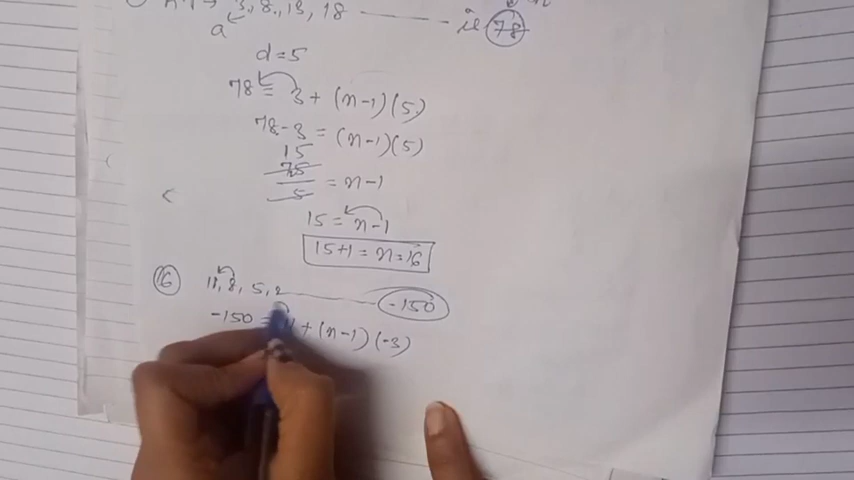 3, 8, 13, 18 ———— is 78
a
d = 5
78 = 3 + (n-1)(5)
78 - 3 = (n-1)(5)
15
75
5
= n-1
15 = n-1
15+1 = n = 16
16 11, 8, 5, 2 ———— -150
-150 = 11 + (n-1)(-3)